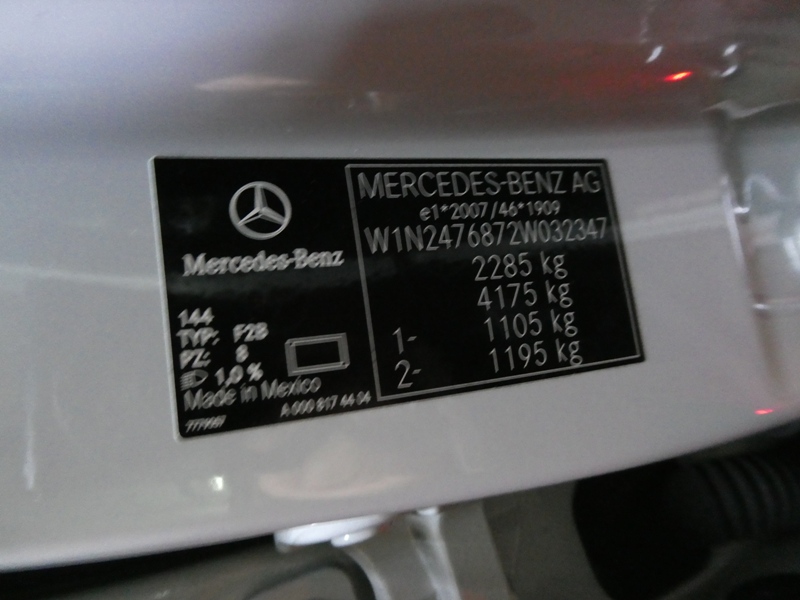 Mercedes-Benz
144
TYP: F2B
PZ: 8
1,0 %
Made in Mexico
A 000 817 44 04
MERCEDES-BENZ AG
e1*2007/46*1909
W1N2476872W032347
2285 kg
4175 kg
1- 1105 kg
2- 1195 kg